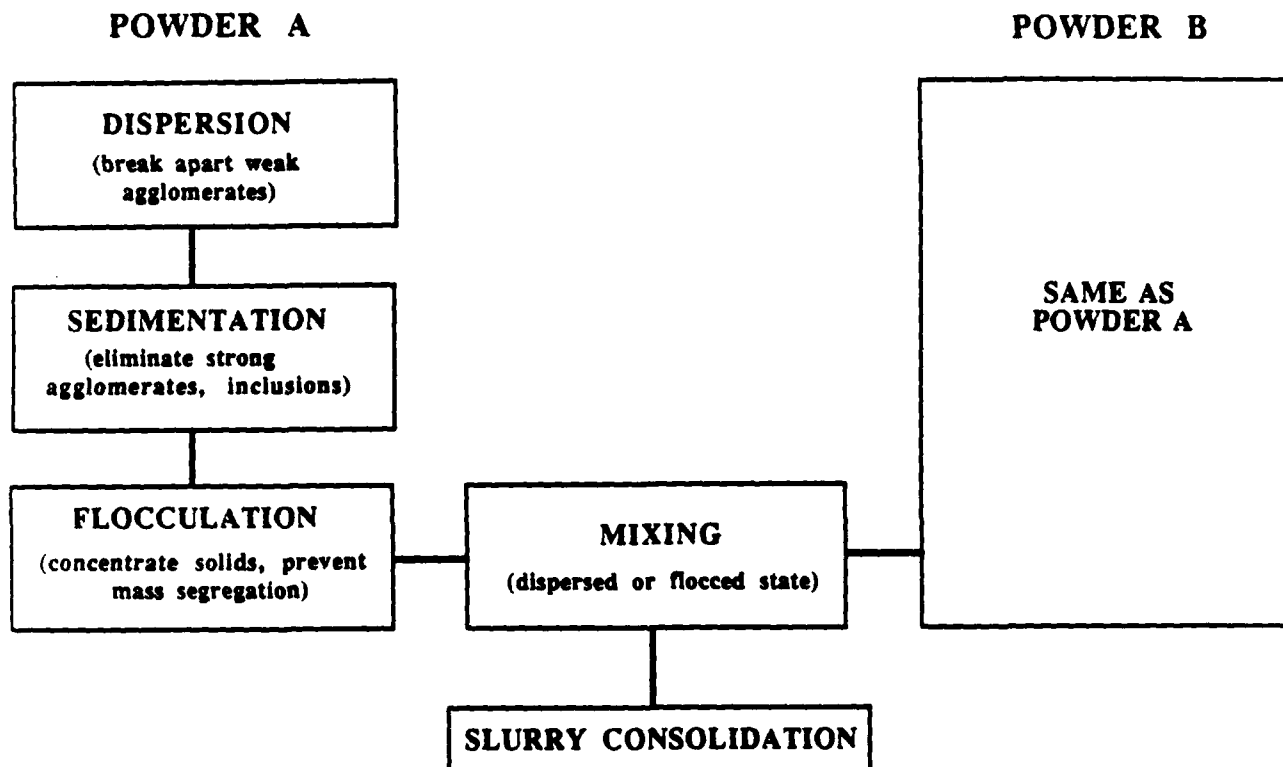 POWDER A
POWDER B
DISPERSION
(break apart weak
agglomerates)
SEDIMENTATION
(eliminate strong
agglomerates, inclusions)
FLOCCULATION
(concentrate solids, prevent
mass segregation)
MIXING
(dispersed or flocced state)
SAME AS
POWDER A
SLURRY CONSOLIDATION